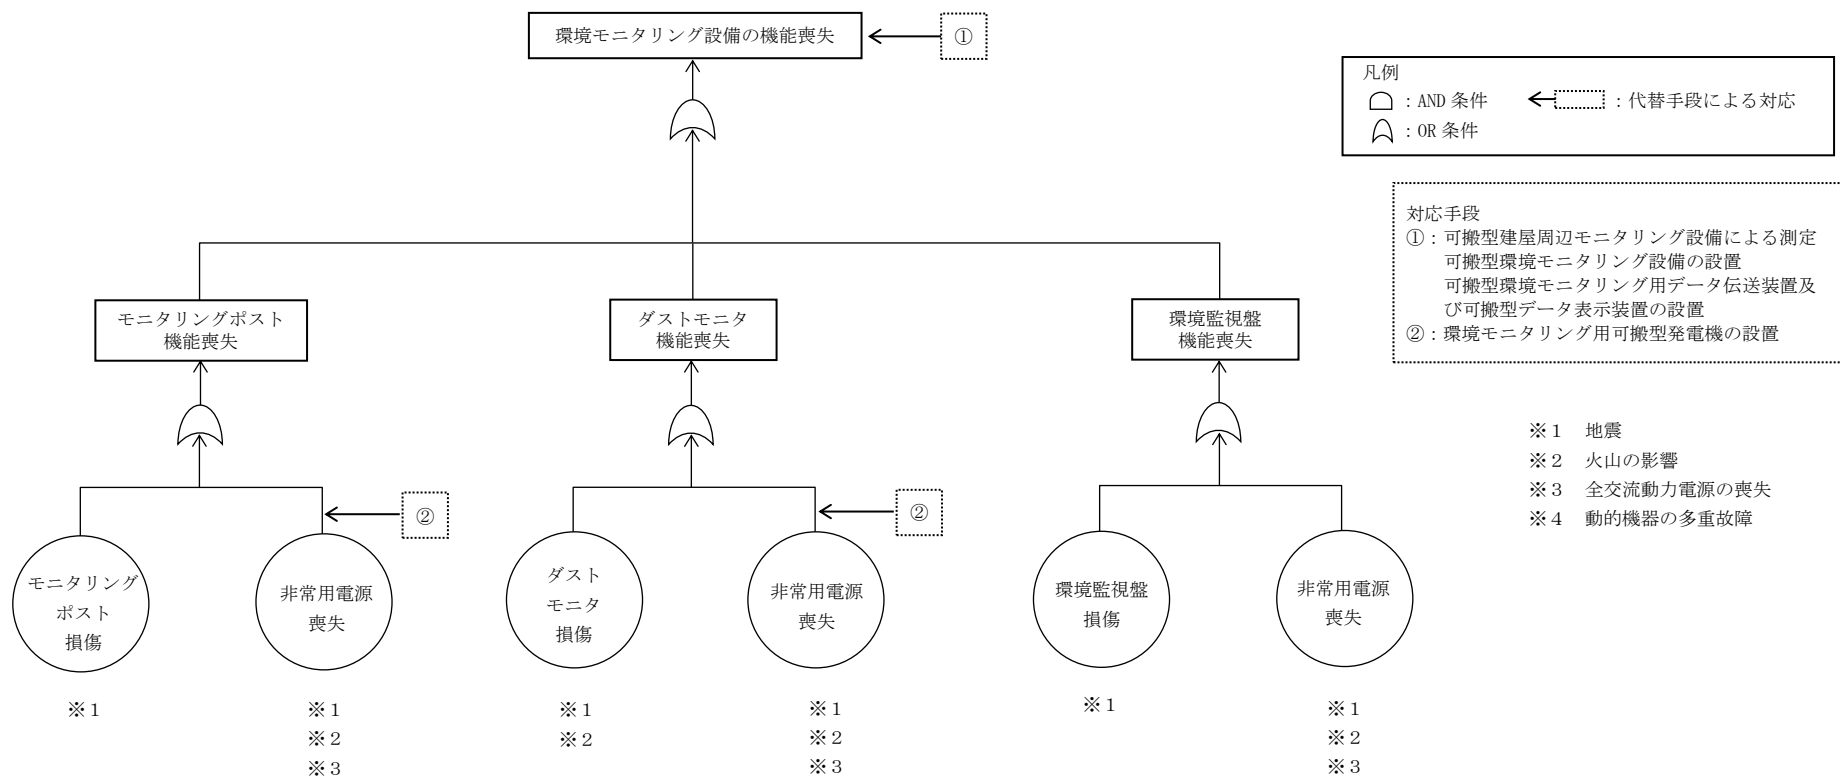 環境モニタリング設備の機能喪失
①
凡例
：AND 条件
：代替手段による対応
：OR 条件
対応手段
①：可搬型建屋周辺モニタリング設備による測定
可搬型環境モニタリング設備の設置
可搬型環境モニタリング用データ伝送装置及
び可搬型データ表示装置の設置
②：環境モニタリング用可搬型発電機の設置
モニタリングポスト
機能喪失
ダストモニタ
機能喪失
環境監視盤
機能喪失
※１　地震
※２　火山の影響
※３　全交流動力電源の喪失
※４　動的機器の多重故障
②
②
モニタリング
ポスト
損傷
非常用電源
喪失
ダスト
モニタ
損傷
非常用電源
喪失
環境監視盤
損傷
非常用電源
喪失
※１
※１
※２
※３
※１
※２
※１
※２
※３
※１
※１
※２
※３